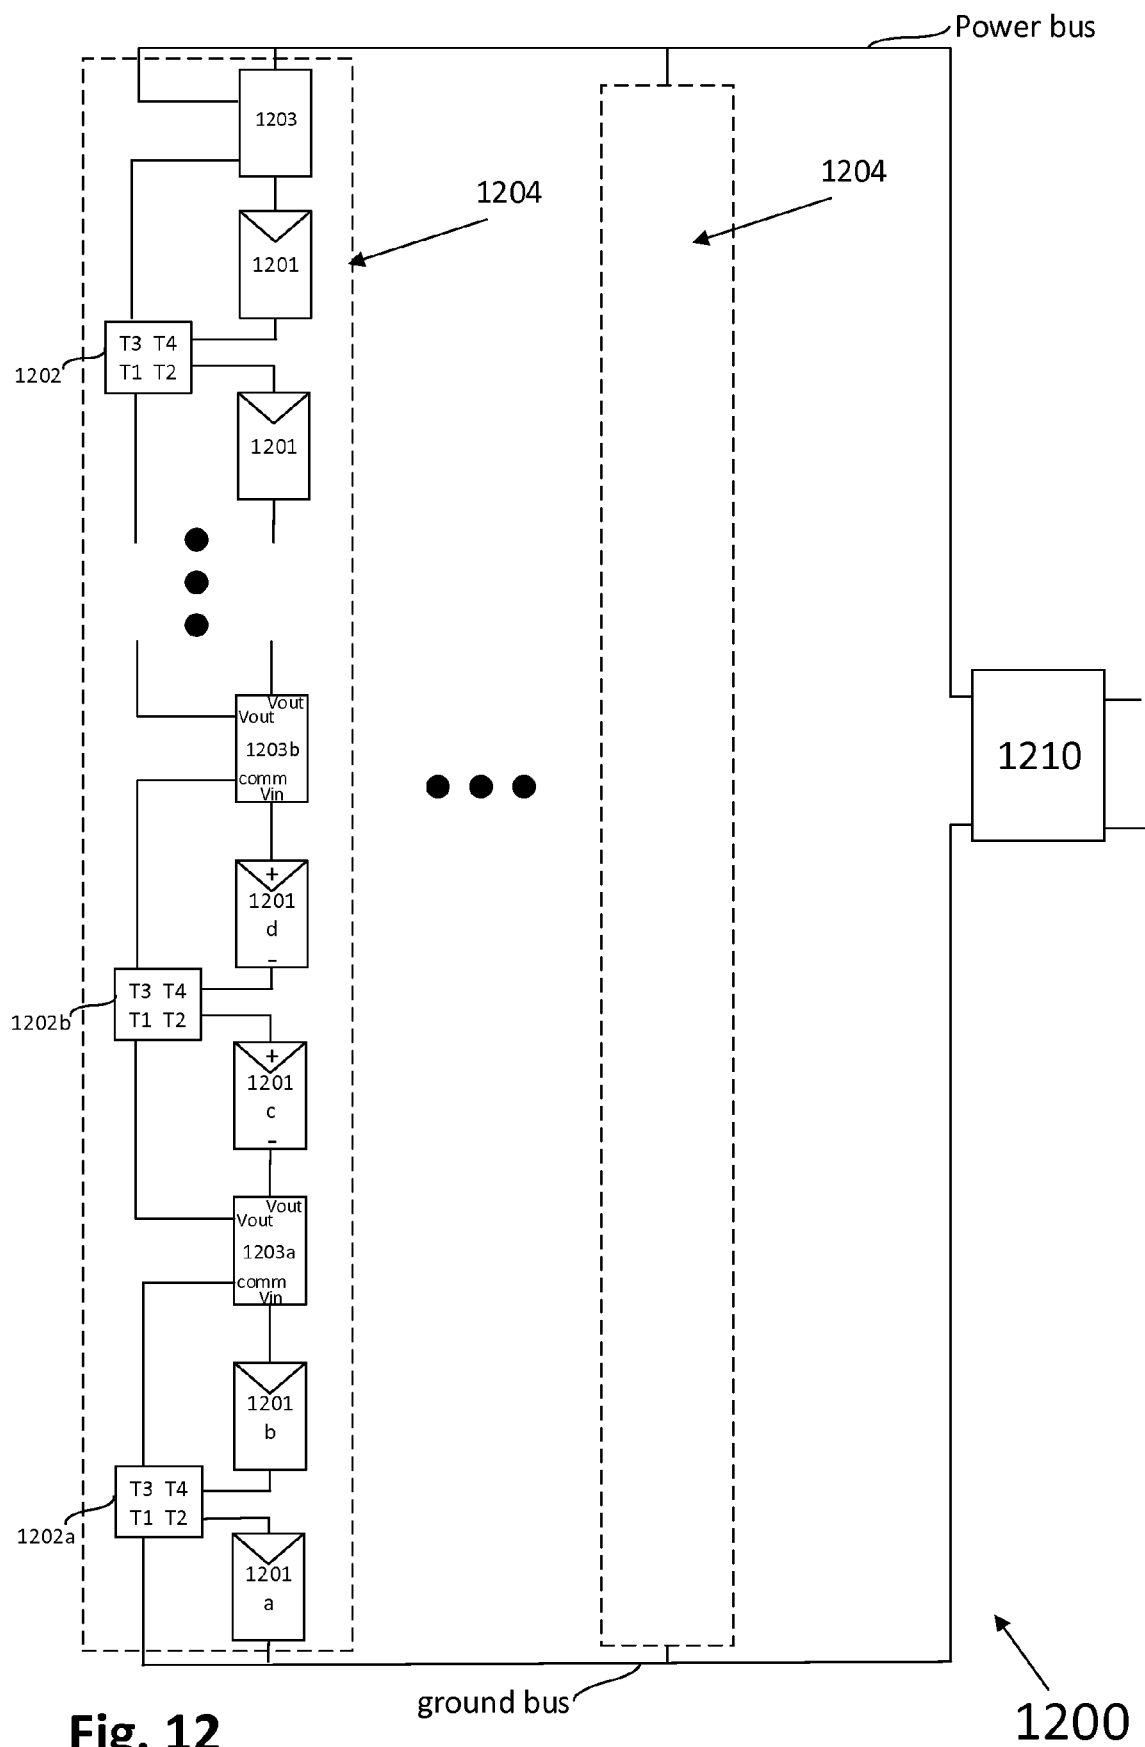 Power bus
1203
1204
1204
1201
T3 T4
T1 T2
1202
1201
Vout
Vout
1203b
comm
Vin
1210
+
1201
d
-
T3 T4
T1 T2
1202b
+
1201
c
-
Vout
Vout
1203a
comm
Vin
1201
b
T3 T4
T1 T2
1202a
1201
a
ground bus
1200
Fig. 12